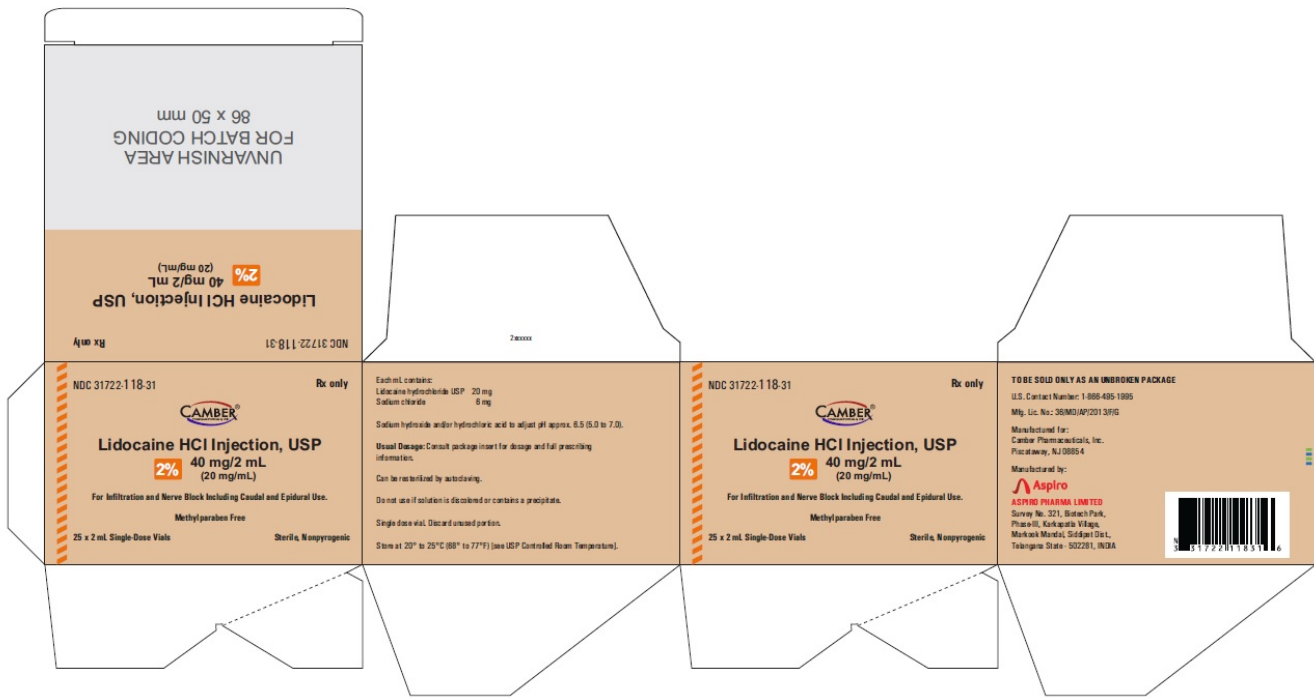 UNVARNISH AREA
FOR BATCH CODING
86 x 50 mm
Lidocaine HCI Injection, USP
2% 40 mg/2 mL
(20 mg/mL)
NDC 31722-118-31 Rx only
NDC 31722-118-31 Rx only
CAMBER
Lidocaine HCI Injection, USP
2% 40 mg/2 mL
(20 mg/mL)
For Infiltration and Nerve Block Including Caudal and Epidural Use.
Methylparaben Free
25 x 2 mL Single-Dose Vials Sterile, Nonpyrogenic
2xxxxxx
Each mL contains:
Lidocaine hydrochloride USP 20 mg
Sodium chloride 6 mg
Sodium hydroxide and/or hydrochloric acid to adjust pH approx. 6.5 (5.0 to 7.0).
Usual Dosage: Consult package insert for dosage and full prescribing
information.
Can be resterilized by autoclaving.
Do not use if solution is discolored or contains a precipitate.
Single dose vial. Discard unused portion.
Store at 20° to 25°C (68° to 77°F) [see USP Controlled Room Temperature].
NDC 31722-118-31 Rx only
CAMBER
Lidocaine HCI Injection, USP
2% 40 mg/2 mL
(20 mg/mL)
For Infiltration and Nerve Block Including Caudal and Epidural Use.
Methylparaben Free
25 x 2 mL Single-Dose Vials Sterile, Nonpyrogenic
TO BE SOLD ONLY AS AN UNBROKEN PACKAGE
U.S. Contact Number: 1-866-495-1995
Mfg. Lic. No.: 36/MD/AP/2013/F/G
Manufactured for:
Camber Pharmaceuticals, Inc.
Piscataway, NJ 08854
Manufactured by:
Aspiro
ASPIRO PHARMA LIMITED
Survey No. 321, Biotech Park,
Phase-III, Karkapatla Village,
Markook Mandal, Siddipet Dist.,
Telangana State - 502281, INDIA
N
3 31722 11831 6